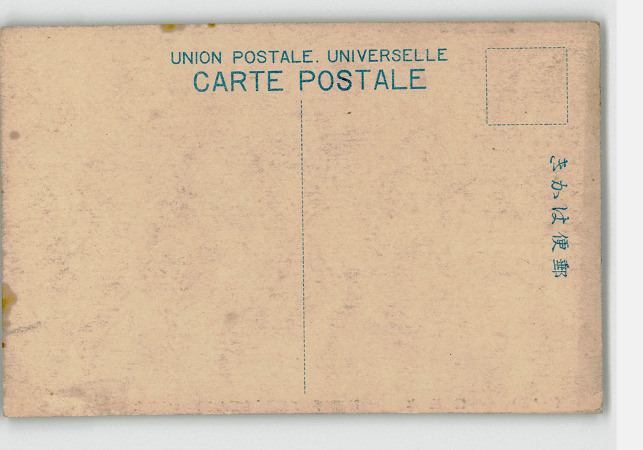 UNION POSTALE. UNIVERSELLE
CARTE POSTALE
きかは便郵